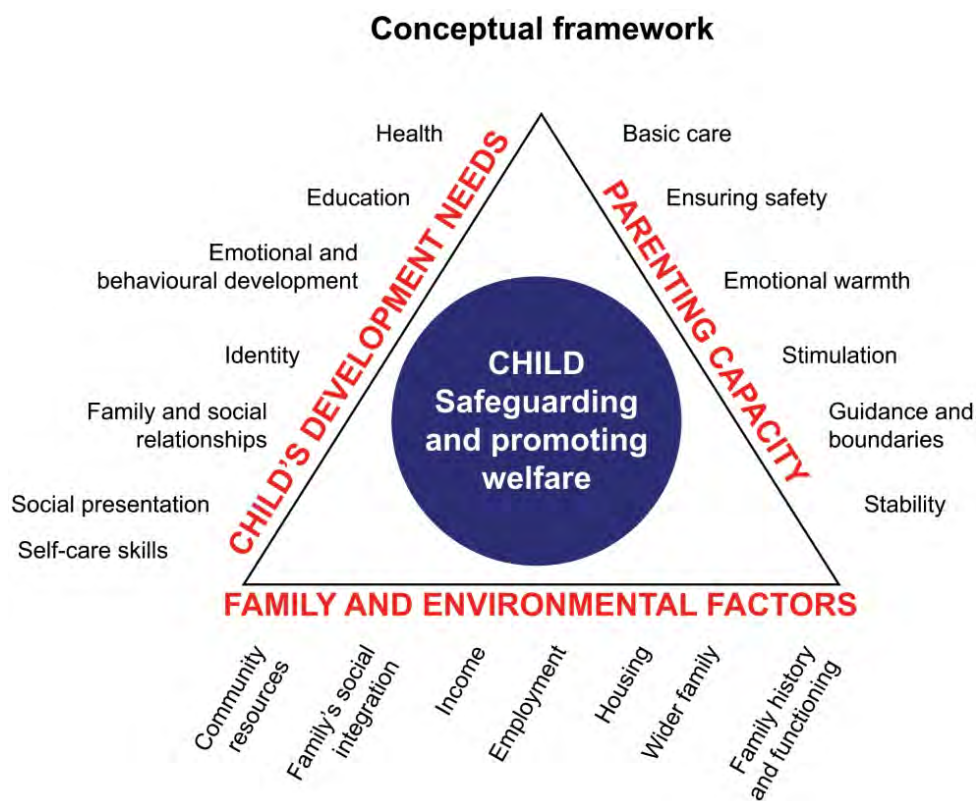 Conceptual framework
Health
Education
Emotional and
behavioural development
Identity
Family and social
relationships
Social presentation
Self-care skills
CHILD'S DEVELOPMENT NEEDS
CHILD
Safeguarding
and promoting
welfare
PARENTING CAPACITY
Basic care
Ensuring safety
Emotional warmth
Stimulation
Guidance and
boundaries
Stability
FAMILY AND ENVIRONMENTAL FACTORS
Community
resources
Family's social
integration
Income
Employment
Housing
Wider family
Family history
and functioning